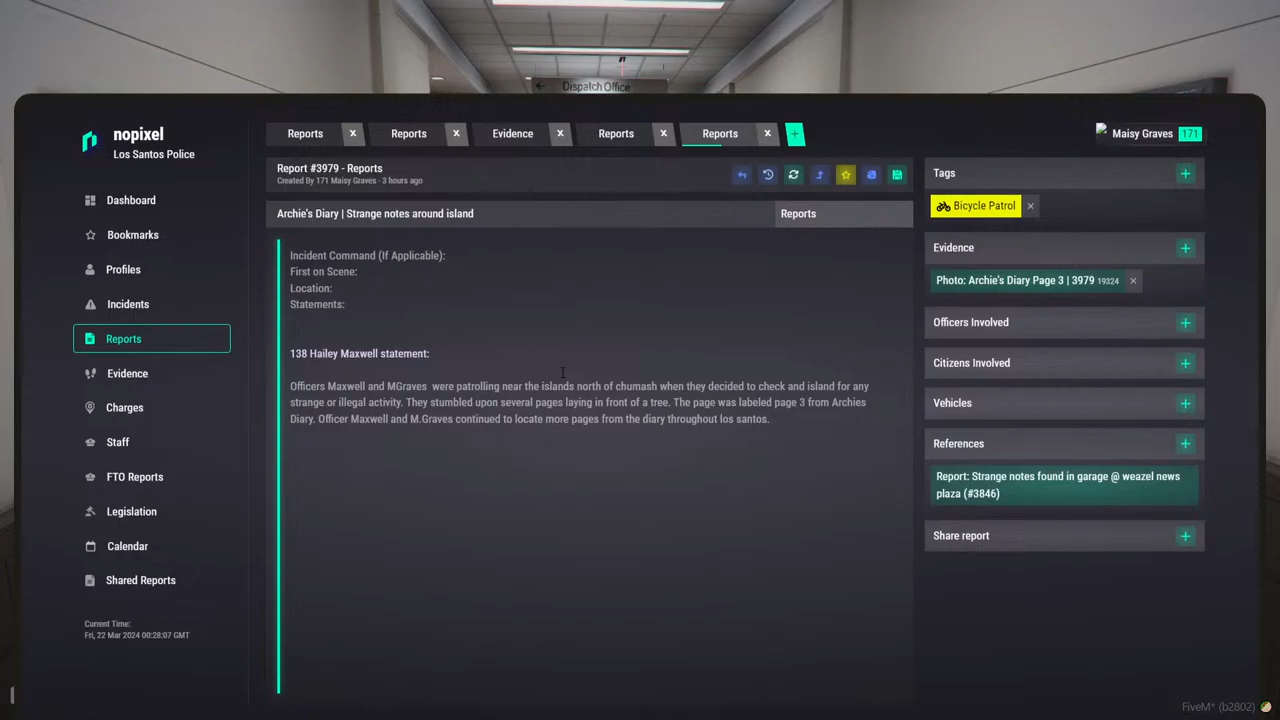 Dispatch Office
nopixel
Los Santos Police
Reports
Reports
Evidence
Reports
Reports
Maisy Graves 171
Dashboard
Bookmarks
Profiles
Incidents
Reports
Evidence
Charges
Staff
FTO Reports
Legislation
Calendar
Shared Reports
Current Time:
Fri, 22 Mar 2024 00:28:07 GMT
Report #3979 - Reports
Created By 171 Maisy Graves - 3 hours ago
Archie's Diary | Strange notes around island
Reports
Incident Command (If Applicable):
First on Scene:
Location:
Statements:
138 Hailey Maxwell statement:
Officers Maxwell and MGraves were patrolling near the islands north of chumash when they decided to check and island for any
strange or illegal activity. They stumbled upon several pages laying in front of a tree. The page was labeled page 3 from Archies
Diary. Officer Maxwell and M.Graves continued to locate more pages from the diary throughout los santos.
Tags
Bicycle Patrol
Evidence
Photo: Archie's Diary Page 3 | 3979 19324
Officers Involved
Citizens Involved
Vehicles
References
Report: Strange notes found in garage @ weazel news
plaza (#3846)
Share report
FiveM* (b2802)